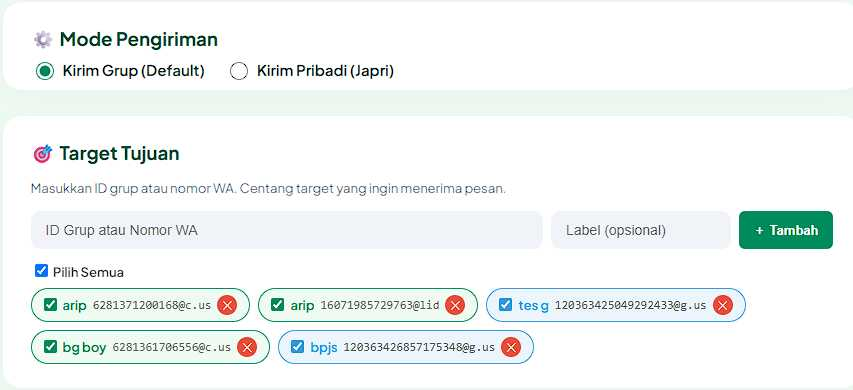 Mode Pengiriman
Kirim Grup (Default) Kirim Pribadi (Japri)
Target Tujuan
Masukkan ID grup atau nomor WA. Centang target yang ingin menerima pesan.
ID Grup atau Nomor WA Label (opsional) + Tambah
Pilih Semua
arip 6281371200168@c.us arip 16071985729763@lid tes g 120363425049292433@g.us
bg boy 6281361706556@c.us bpjs 120363426857175348@g.us